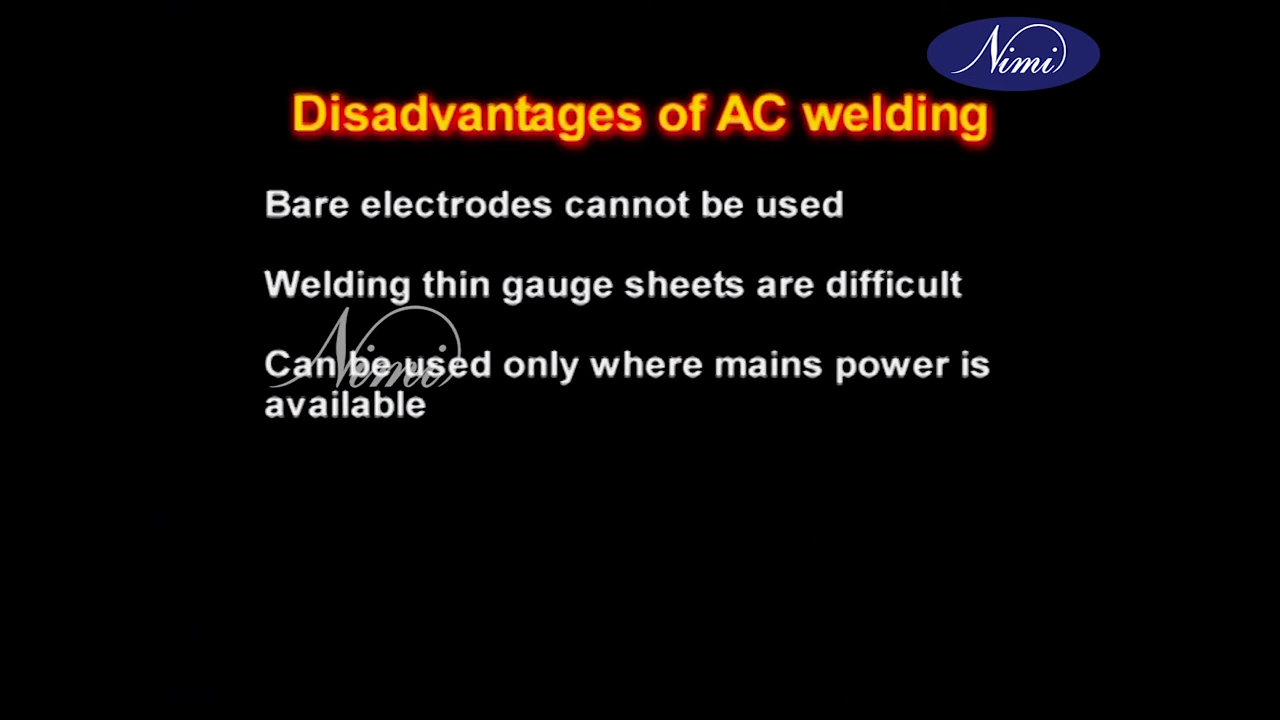 Nimi
Disadvantages of AC welding
Bare electrodes cannot be used
Welding thin gauge sheets are difficult
Can be used only where mains power is
available
Nimi